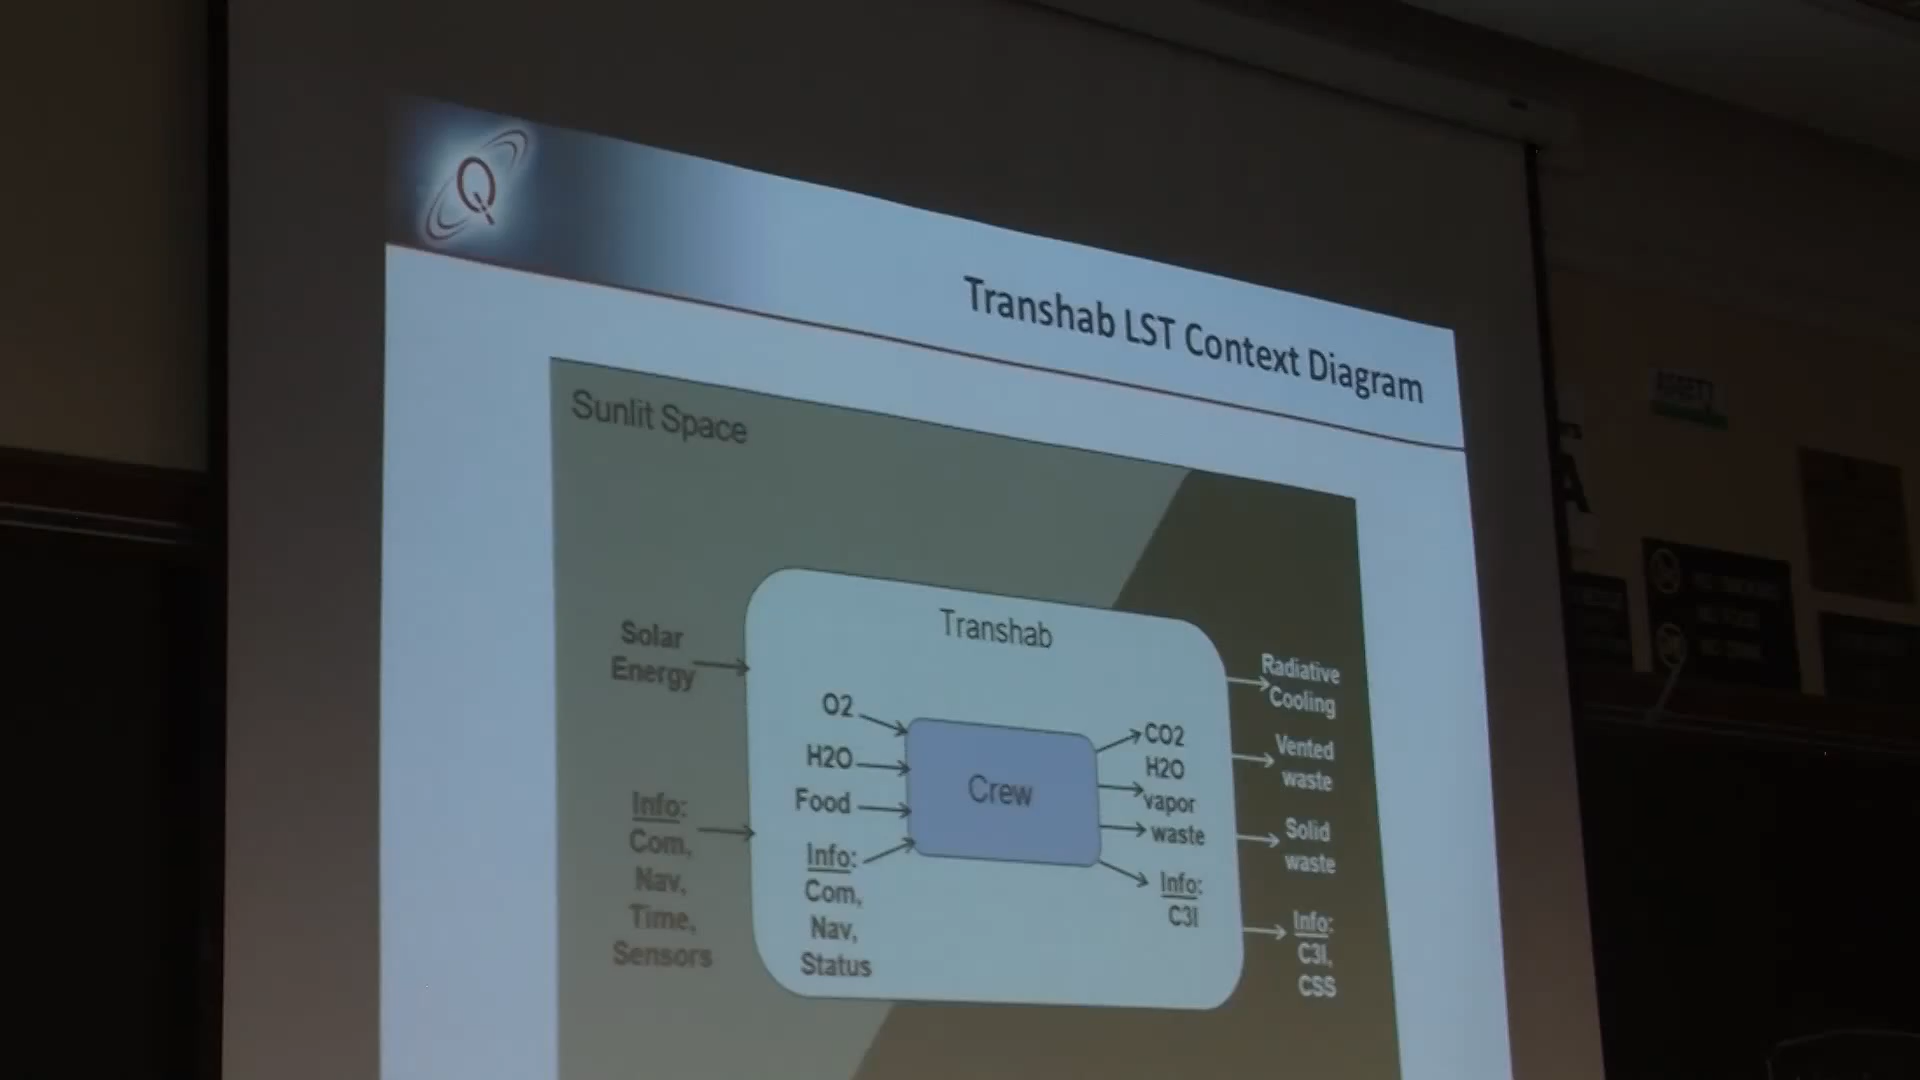 Q
Transhab LST Context Diagram
Sunlit Space
Transhab
Solar
Energy
Info:
Com,
Nav,
Time,
Sensors
O2
H2O
Food
Info:
Com,
Nav,
Status
Crew
CO2
H2O
vapor
waste
Info:
C3I
Radiative
Cooling
Vented
waste
Solid
waste
Info:
C3I,
CSS
A